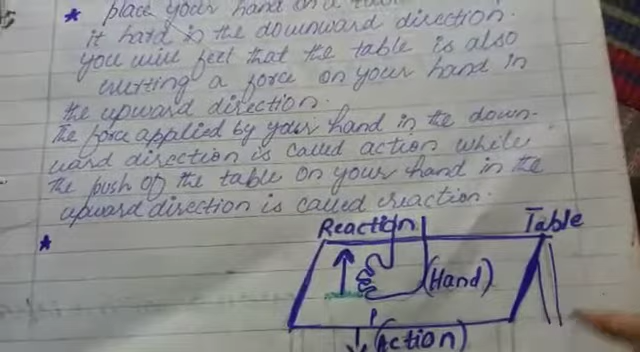 * place your hand on a table
it hard in the downward direction.
you will feel that the table is also
exerting a force on your hand in
the upward direction.
The force applied by your hand in the down-
ward direction is called action while
the push of the table on your hand in the
upward direction is called reaction.
*
Reaction Table
(Hand)
(Action)